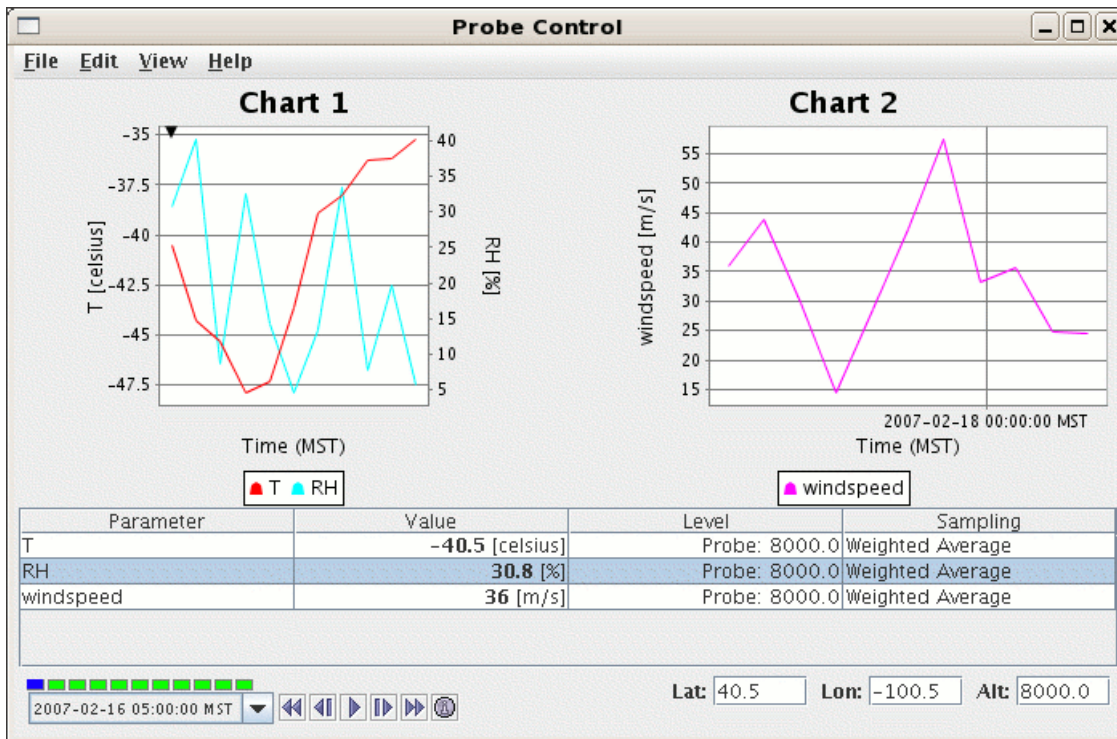 Probe Control
File Edit View Help
Chart 1
-35
-37.5
-40
-42.5
-45
-47.5
T [celsius]
40
35
30
25
20
15
10
5
RH [%]
Time (MST)
T RH
Chart 2
55
50
45
40
35
30
25
20
15
windspeed [m/s]
2007-02-18 00:00:00 MST
Time (MST)
windspeed
Parameter Value Level Sampling
T -40.5 [celsius] Probe: 8000.0 Weighted Average
RH 30.8 [%] Probe: 8000.0 Weighted Average
windspeed 36 [m/s] Probe: 8000.0 Weighted Average
2007-02-16 05:00:00 MST
Lat: 40.5 Lon: -100.5 Alt: 8000.0